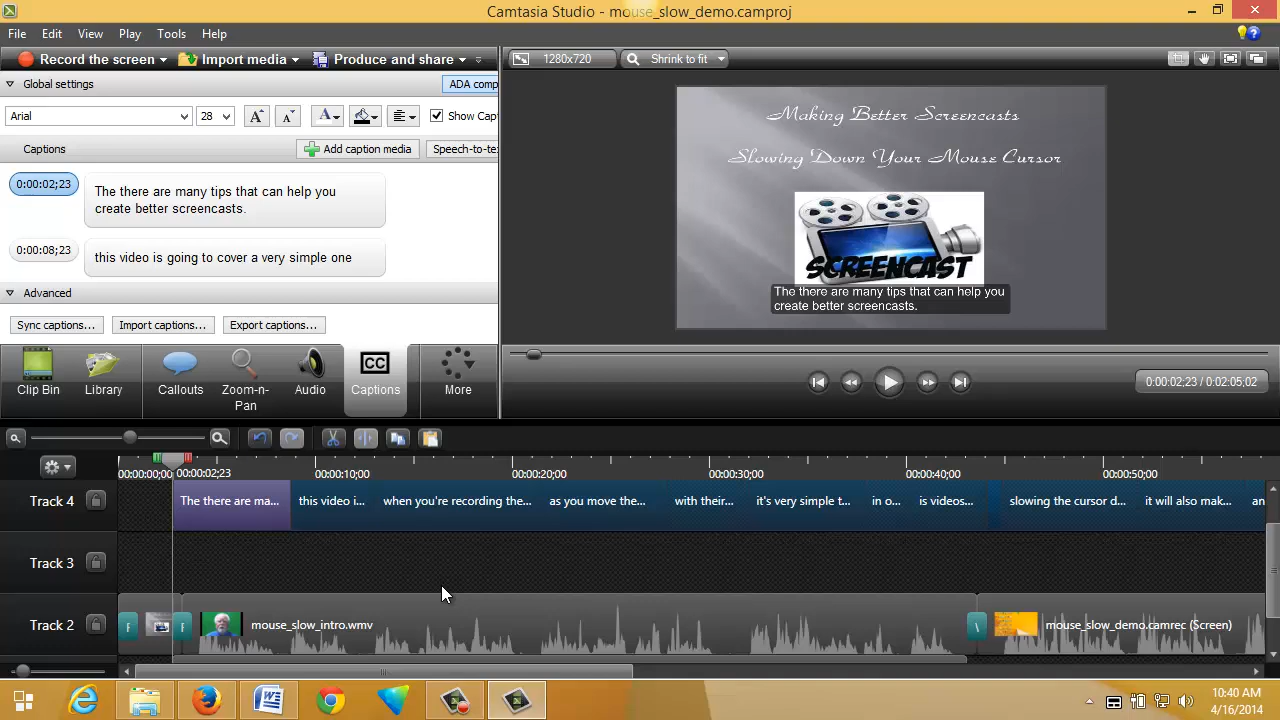 Camtasia Studio - mouse_slow_demo.camproj
File Edit View Play Tools Help
Record the screen Import media Produce and share
1280x720 Shrink to fit
Global settings ADA comp
Arial 28 A A A Show Capt
Captions Add caption media Speech-to-tex
0:00:02;23 The there are many tips that can help you
create better screencasts.
0:00:08;23 this video is going to cover a very simple one
Advanced
Sync captions... Import captions... Export captions...
Clip Bin Library Callouts Zoom-n-
Pan Audio CC Captions More
Making Better Screencasts
Slowing Down Your Mouse Cursor
SCREENCAST
The there are many tips that can help you
create better screencasts.
0:00:02;23 / 0:02:05;02
00:00:00;00 00:00:02;23 00:00:10;00 00:00:20;00 00:00:30;00 00:00:40;00 00:00:50;00
Track 4 The there are ma... this video i... when you're recording the... as you move the... with their... it's very simple t... in o... is videos... slowing the cursor d... it will also mak... an
Track 3
Track 2 mouse_slow_intro.wmv mouse_slow_demo.camrec (Screen)
10:40 AM
4/16/2014